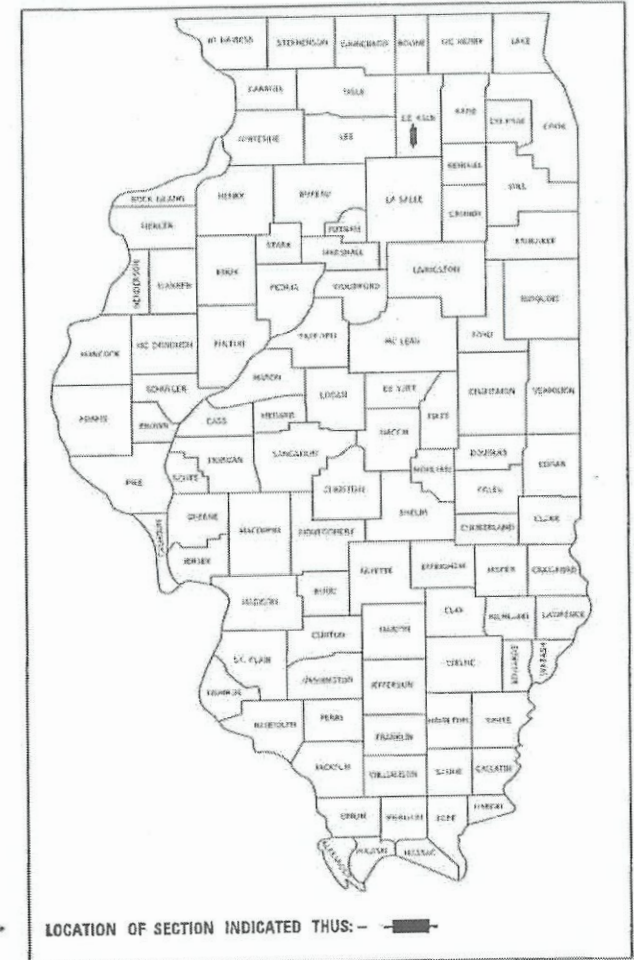 STEPHENSON WINNEBAGO BOONE MC HENRY LAKE
CARROLL OGLE DE KALB KANE COOK
WHITESIDE LEE
KENDALL
ROCK ISLAND HENRY BUREAU LA SALLE WILL
MERCER PUTNAM GRUNDY
STARK MARSHALL KANKAKEE
HENDERSON WARREN KNOX PEORIA WOODFORD LIVINGSTON IROQUOIS
HANCOCK MC DONOUGH FULTON TAZEWELL MC LEAN FORD
MASON
SCHUYLER LOGAN DE WITT CHAMPAIGN VERMILION
ADAMS BROWN CASS MENARD MACON PIATT
MORGAN SANGAMON DOUGLAS EDGAR
PIKE SCOTT CHRISTIAN MOULTRIE COLES
GREENE MACOUPIN MONTGOMERY SHELBY CUMBERLAND CLARK
CALHOUN JERSEY
FAYETTE EFFINGHAM JASPER CRAWFORD
MADISON BOND CLAY RICHLAND LAWRENCE
CLINTON MARION
ST. CLAIR WAYNE EDWARDS WABASH
WASHINGTON JEFFERSON
MONROE
RANDOLPH PERRY HAMILTON WHITE
FRANKLIN
JACKSON WILLIAMSON SALINE GALLATIN
UNION JOHNSON POPE HARDIN
ALEXANDER PULASKI MASSAC
LOCATION OF SECTION INDICATED THUS: –